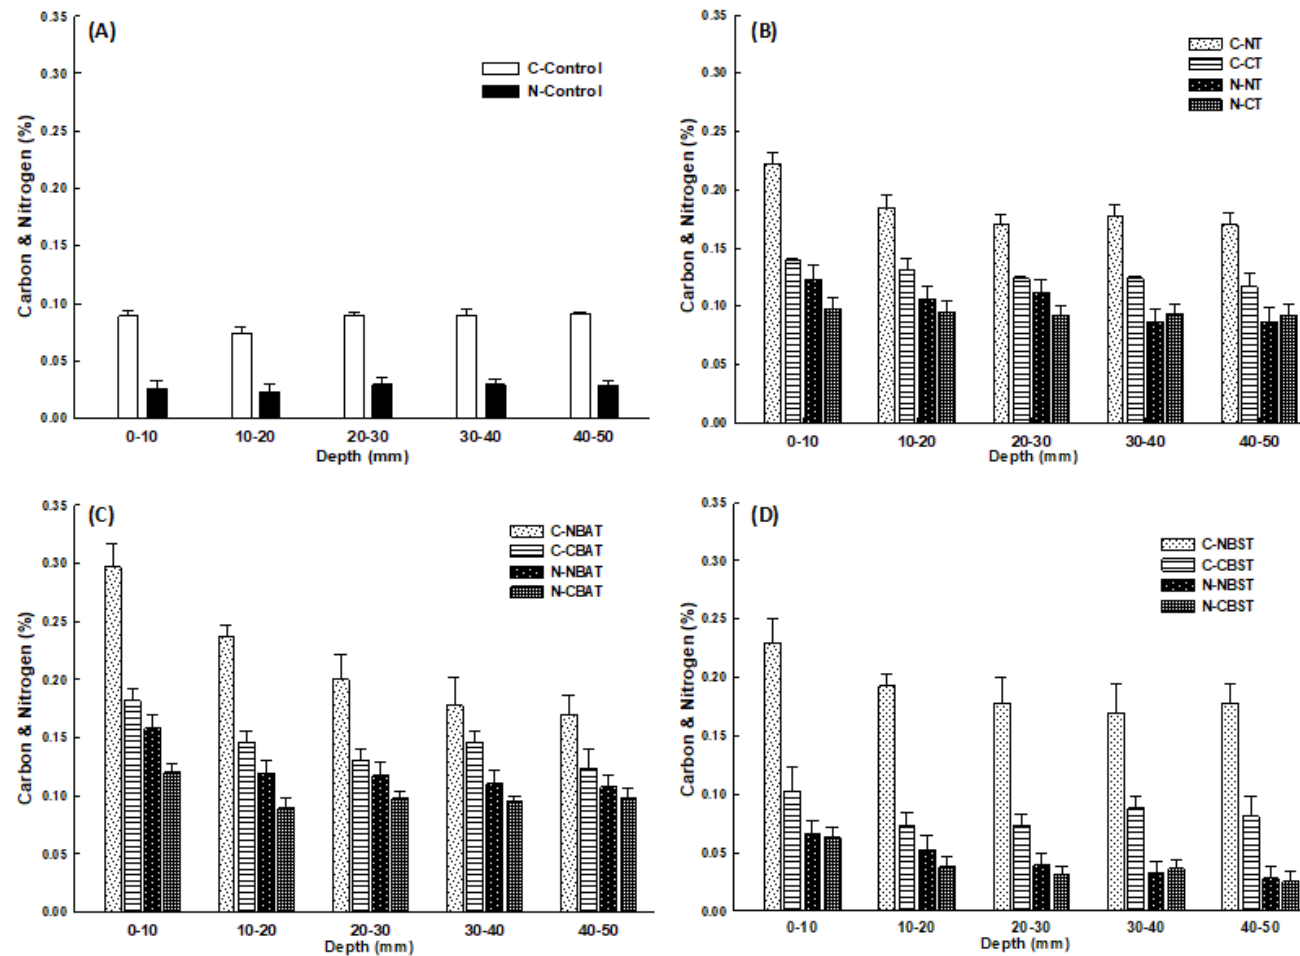 (A)
C-Control
N-Control
Carbon & Nitrogen (%)
0.35
0.30
0.25
0.20
0.15
0.10
0.05
0.00
0-10 10-20 20-30 30-40 40-50
Depth (mm)
(B)
C-NT
C-CT
N-NT
N-CT
Carbon & Nitrogen (%)
0.35
0.30
0.25
0.20
0.15
0.10
0.05
0.00
0-10 10-20 20-30 30-40 40-50
Depth (mm)
(C)
C-NBAT
C-CBAT
N-NBAT
N-CBAT
Carbon & Nitrogen (%)
0.35
0.30
0.25
0.20
0.15
0.10
0.05
0.00
0-10 10-20 20-30 30-40 40-50
Depth (mm)
(D)
C-NBST
C-CBST
N-NBST
N-CBST
Carbon & Nitrogen (%)
0.35
0.30
0.25
0.20
0.15
0.10
0.05
0.00
0-10 10-20 20-30 30-40 40-50
Depth (mm)